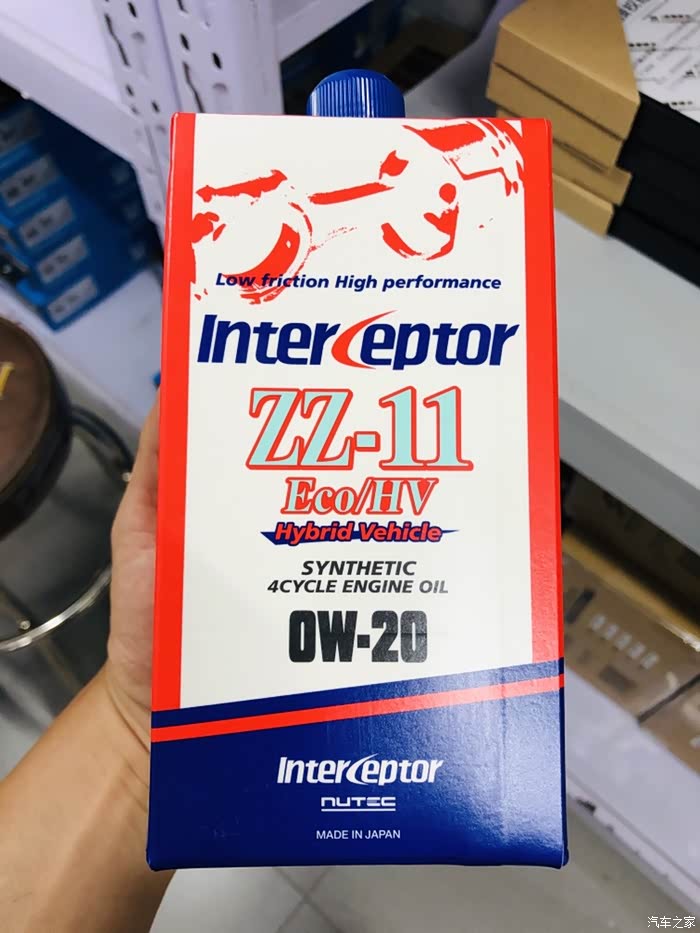 Low friction High performance
Interceptor
ZZ-11
Eco/HV
Hybrid Vehicle
SYNTHETIC
4CYCLE ENGINE OIL
0W-20
Interceptor
NUTEC
MADE IN JAPAN
汽车之家